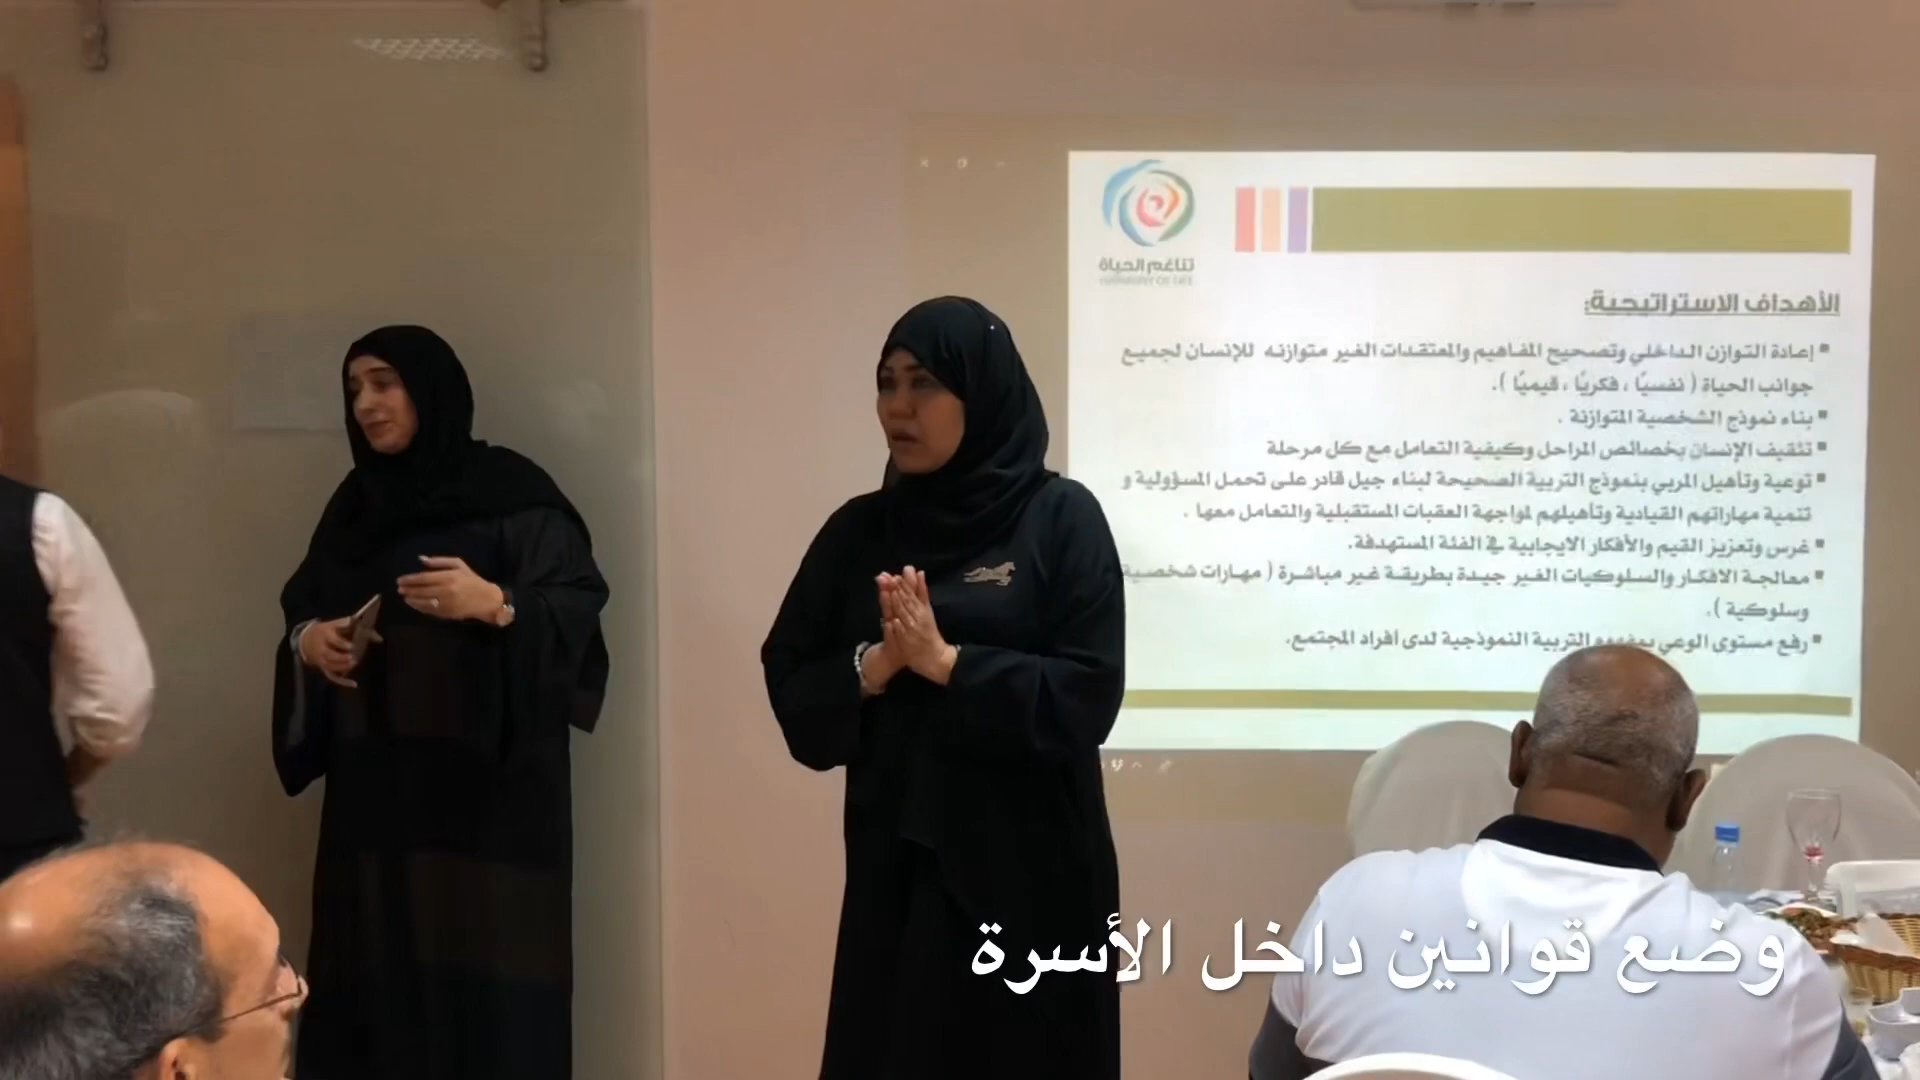 تناغم الحياة
HARMONY OF LIFE
الأهداف الاستراتيجية:
إعادة التوازن الداخلي وتصحيح المفاهيم والمعتقدات الغير متوازنه للإنسان لجميع
جوانب الحياة ( نفسيًا ، فكريًا ، قيميًا ).
بناء نموذج الشخصية المتوازنة .
تثقيف الإنسان بخصائص المراحل وكيفية التعامل مع كل مرحلة
توعية وتأهيل المربي بنموذج التربية الصحيحة لبناء جيل قادر على تحمل المسؤولية و
تنمية مهاراتهم القيادية وتأهيلهم لمواجهة العقبات المستقبلية والتعامل معها .
غرس وتعزيز القيم والأفكار الايجابية في الفئة المستهدفة.
معالجة الافكار والسلوكيات الغير جيدة بطريقة غير مباشرة ( مهارات شخصية
وسلوكية ).
رفع مستوى الوعي بمفهوم التربية النموذجية لدى أفراد المجتمع.
وضع قوانين داخل الأسرة